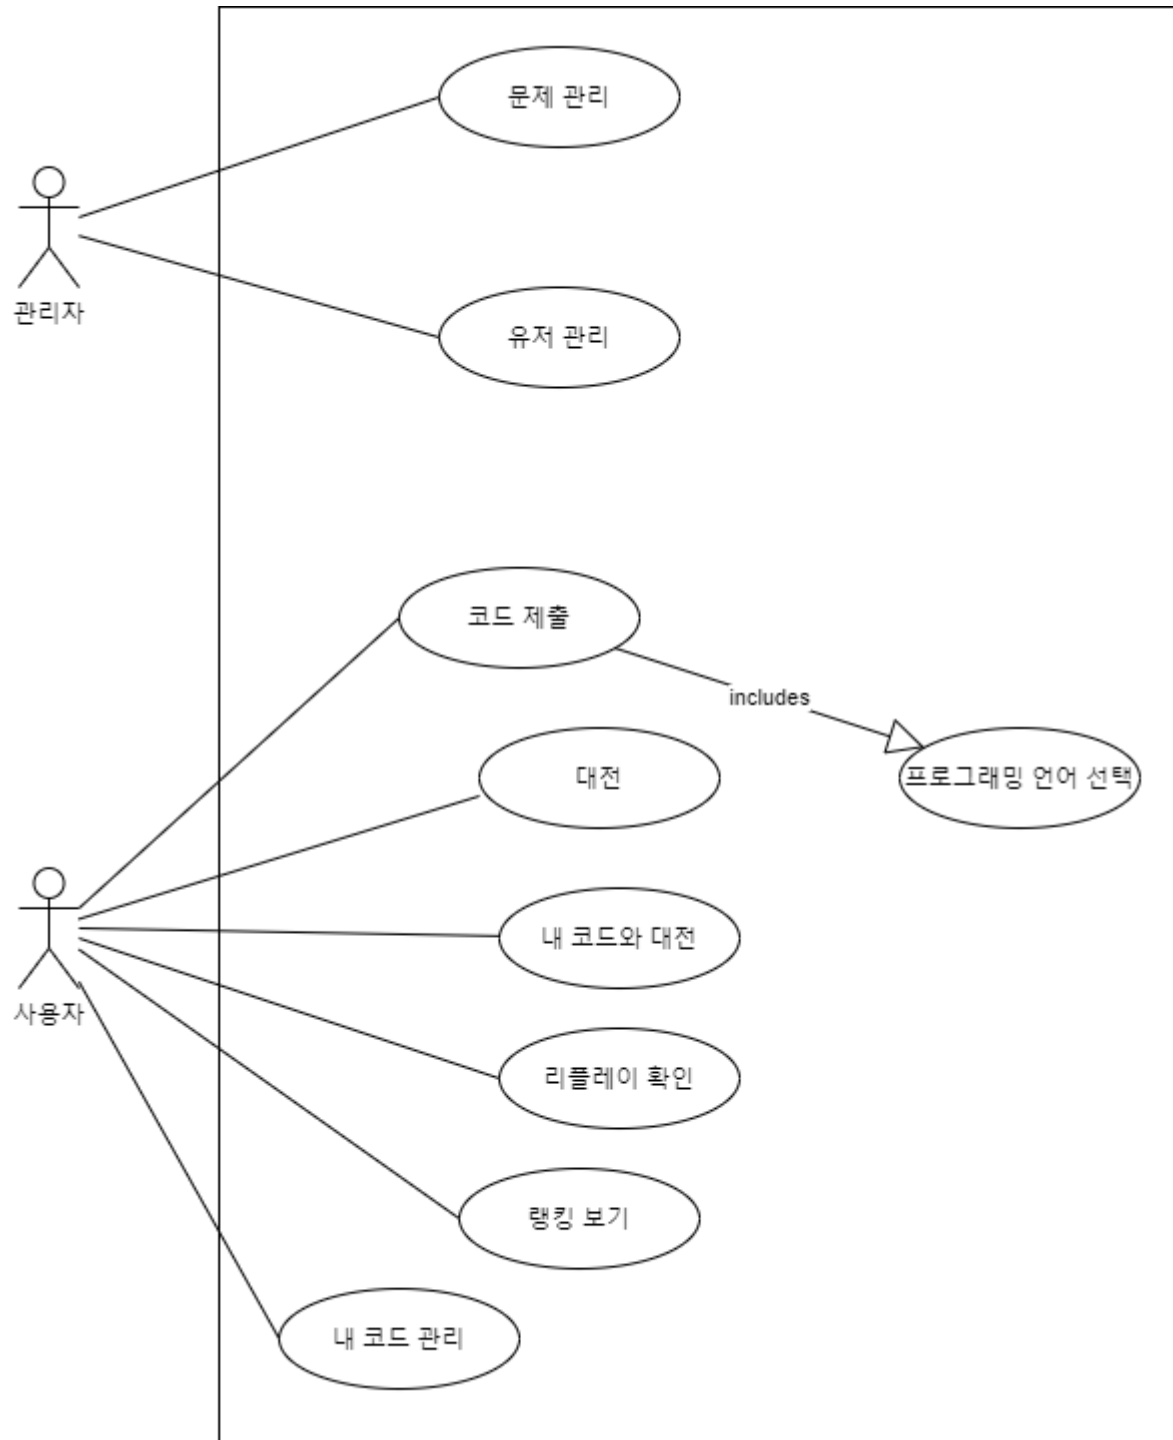 문제 관리
관리자
유저 관리
코드 제출
includes
대전
프로그래밍 언어 선택
내 코드와 대전
사용자
리플레이 확인
랭킹 보기
내 코드 관리